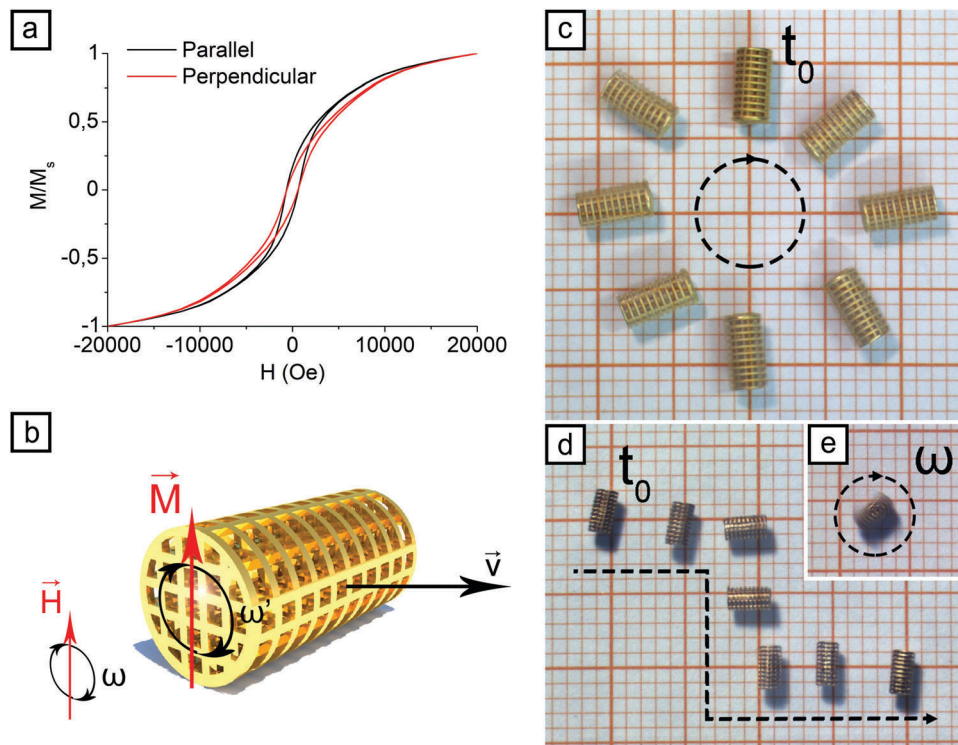 a
Parallel
Perpendicular
1
0,5
0
-0,5
-1
M/Mₛ
-20000 -10000 0 10000 20000
H (Oe)
b
M
H
ω
ω'
v
c
t₀
d
t₀
e
ω